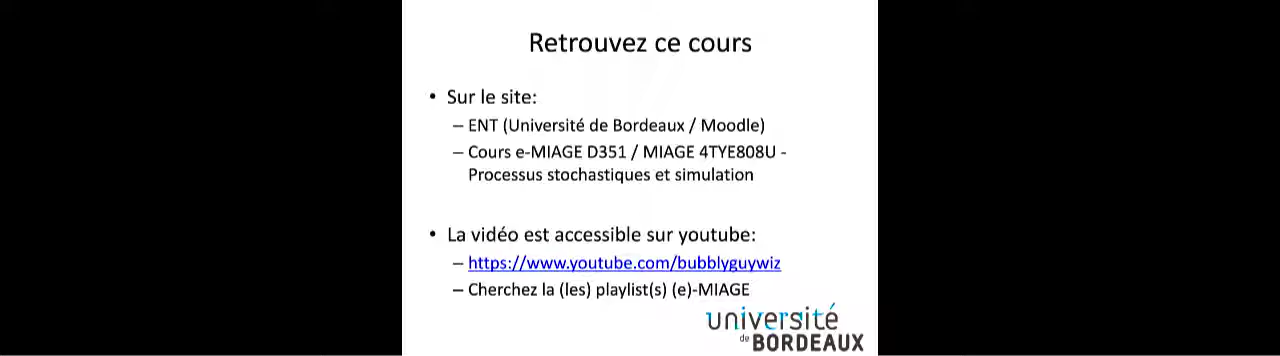 Retrouvez ce cours
• Sur le site:
– ENT (Université de Bordeaux / Moodle)
– Cours e-MIAGE D351 / MIAGE 4TYE808U -
Processus stochastiques et simulation
• La vidéo est accessible sur youtube:
– https://www.youtube.com/bubblyguywiz
– Cherchez la (les) playlist(s) (e)-MIAGE
université
de BORDEAUX